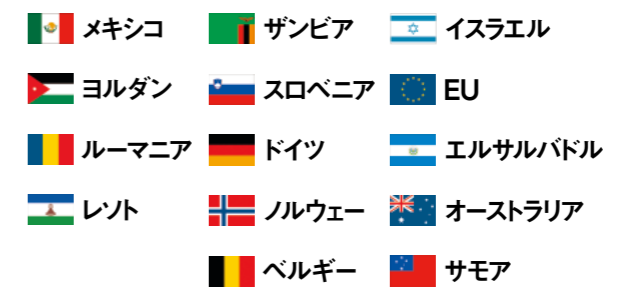 メキシコ
ザンビア
イスラエル
ヨルダン
スロベニア
EU
ルーマニア
ドイツ
エルサルバドル
レソト
ノルウェー
オーストラリア
ベルギー
サモア